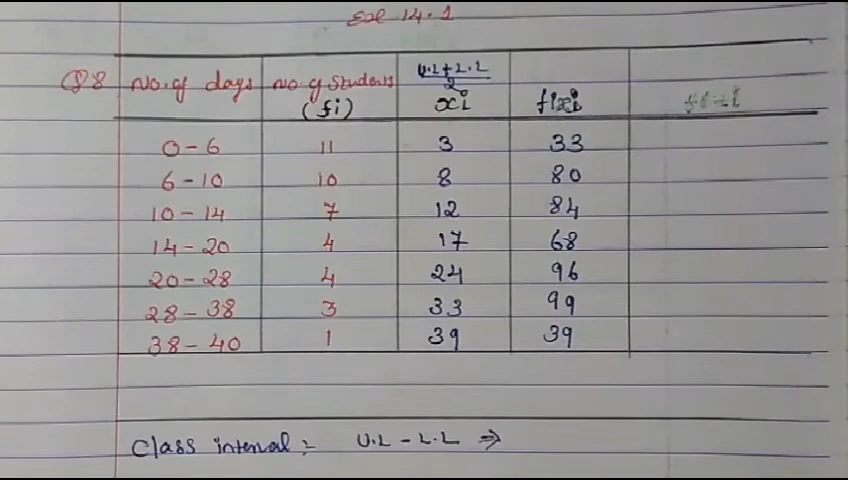 Ex 14.1
Q8 No. of days No of Students (fi) U.L+L.L/2 xi fixi
0-6 11 3 33
6-10 10 8 80
10-14 7 12 84
14-20 4 17 68
20-28 4 24 96
28-38 3 33 99
38-40 1 39 39
Class interval :- U.L - L.L ⇒